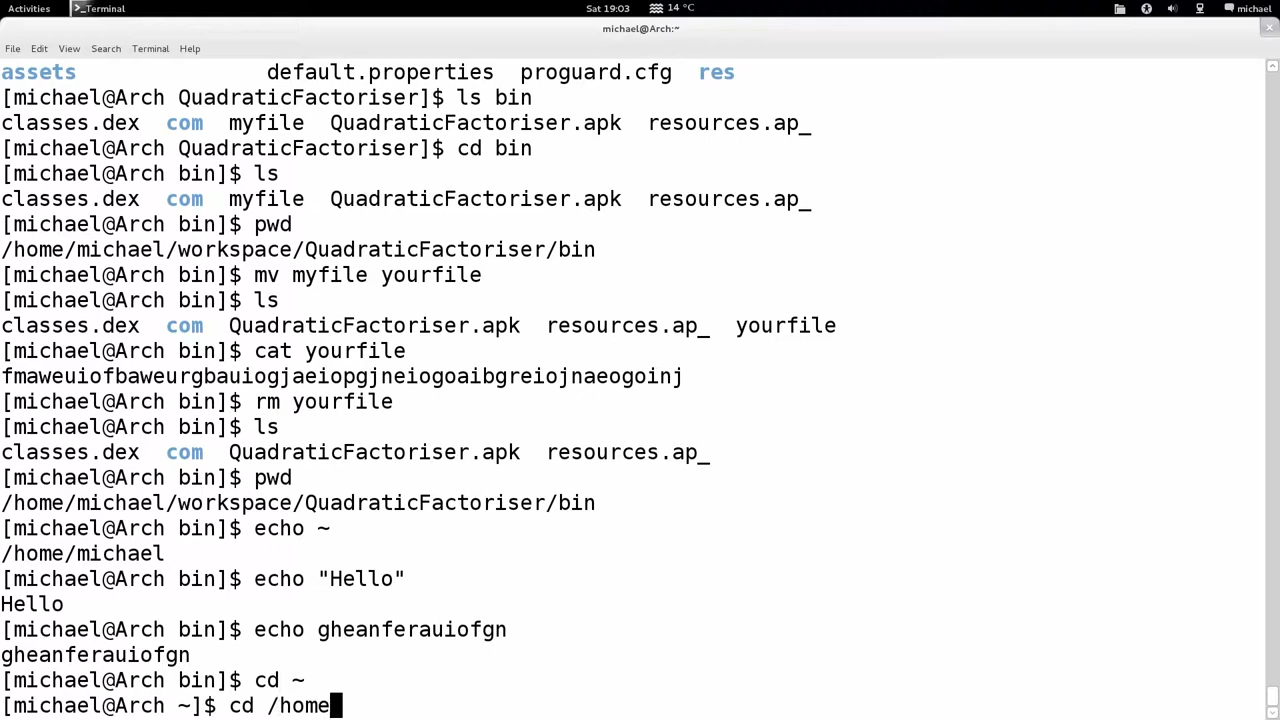 Activities Terminal Sat 19:03 14 °C michael
michael@Arch:~
File Edit View Search Terminal Help
assets default.properties proguard.cfg res
[michael@Arch QuadraticFactoriser]$ ls bin
classes.dex com myfile QuadraticFactoriser.apk resources.ap_
[michael@Arch QuadraticFactoriser]$ cd bin
[michael@Arch bin]$ ls
classes.dex com myfile QuadraticFactoriser.apk resources.ap_
[michael@Arch bin]$ pwd
/home/michael/workspace/QuadraticFactoriser/bin
[michael@Arch bin]$ mv myfile yourfile
[michael@Arch bin]$ ls
classes.dex com QuadraticFactoriser.apk resources.ap_ yourfile
[michael@Arch bin]$ cat yourfile
fmaweuiofbaweurgbauiogjaeiopgjneiogoaibgreiojnaeogoinj
[michael@Arch bin]$ rm yourfile
[michael@Arch bin]$ ls
classes.dex com QuadraticFactoriser.apk resources.ap_
[michael@Arch bin]$ pwd
/home/michael/workspace/QuadraticFactoriser/bin
[michael@Arch bin]$ echo ~
/home/michael
[michael@Arch bin]$ echo "Hello"
Hello
[michael@Arch bin]$ echo gheanferauiofgn
gheanferauiofgn
[michael@Arch bin]$ cd ~
[michael@Arch ~]$ cd /home